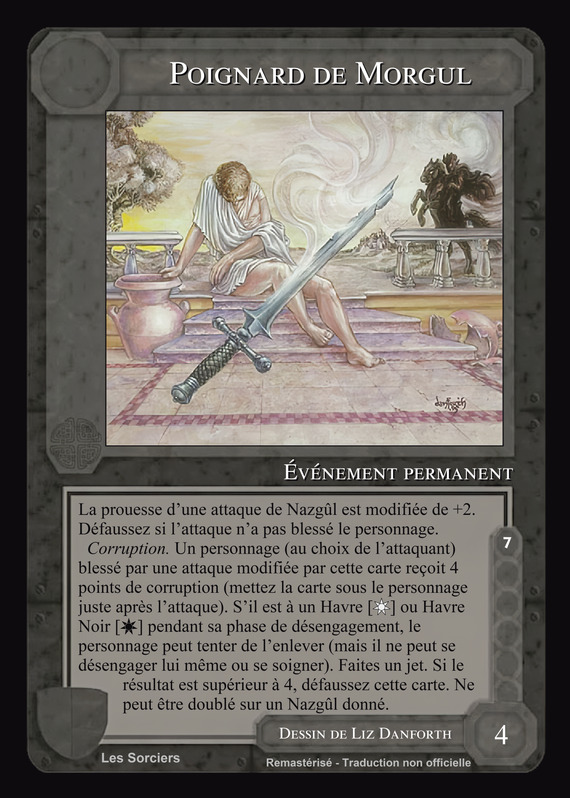 Poignard de Morgul
danforth
Événement permanent
La prouesse d'une attaque de Nazgûl est modifiée de +2.
Défaussez si l'attaque n'a pas blessé le personnage.
Corruption. Un personnage (au choix de l'attaquant)
blessé par une attaque modifiée par cette carte reçoit 4
points de corruption (mettez la carte sous le personnage
juste après l'attaque). S'il est à un Havre [] ou Havre
Noir [] pendant sa phase de désengagement, le
personnage peut tenter de l'enlever (mais il ne peut se
désengager lui même ou se soigner). Faites un jet. Si le
résultat est supérieur à 4, défaussez cette carte. Ne
peut être doublé sur un Nazgûl donné.
7
Dessin de Liz Danforth
4
Les Sorciers
Remastérisé - Traduction non officielle